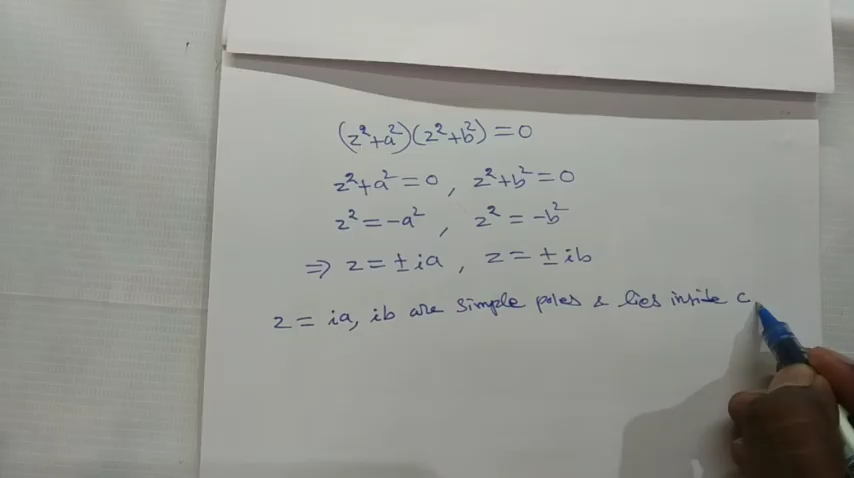 (z²+a²)(z²+b²)=0
z²+a²=0, z²+b²=0
z²=-a², z²=-b²
⇒ z=±ia, z=±ib
z= ia, ib are simple poles & lies inside c